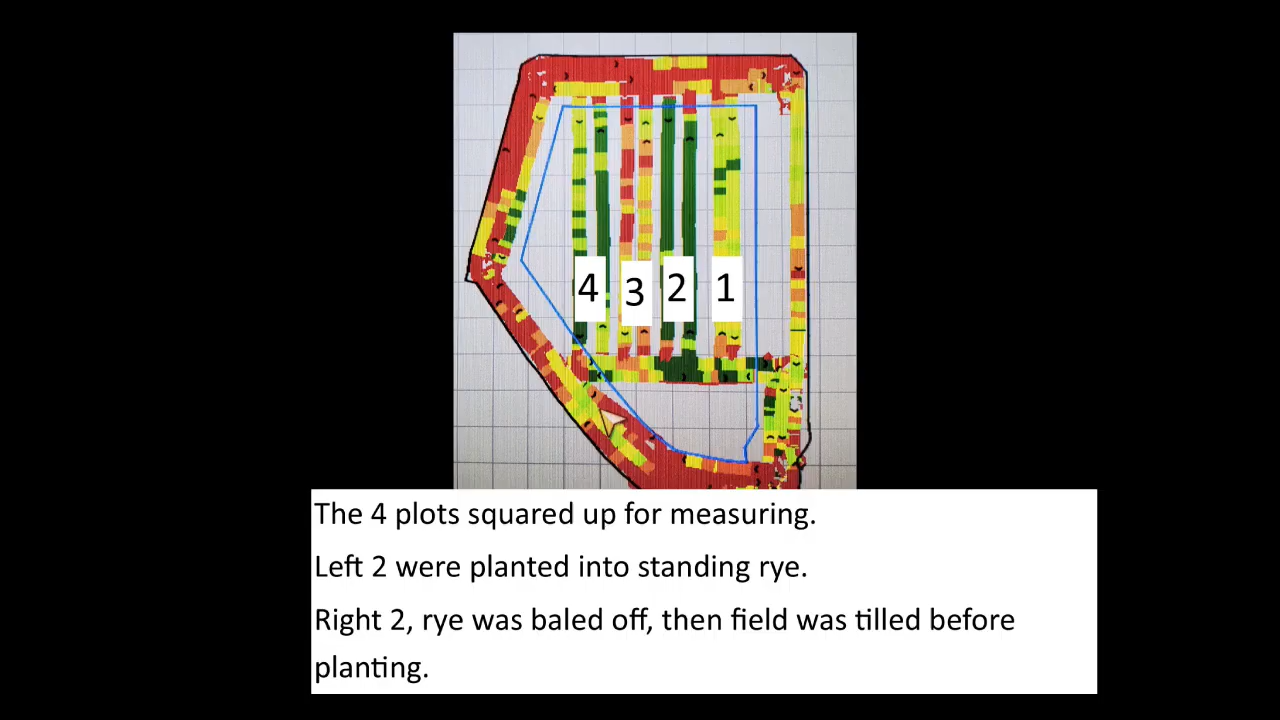 4 3 2 1
The 4 plots squared up for measuring.
Left 2 were planted into standing rye.
Right 2, rye was baled off, then field was tilled before
planting.